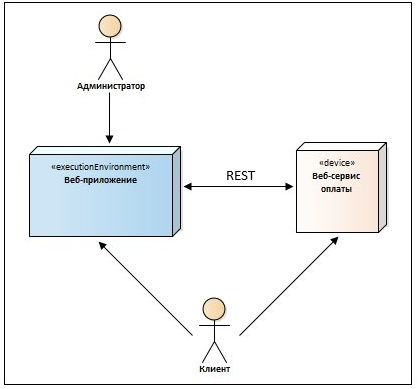 Администратор
«executionEnvironment»
Веб-приложение
REST
«device»
Веб-сервис
оплаты
Клиент